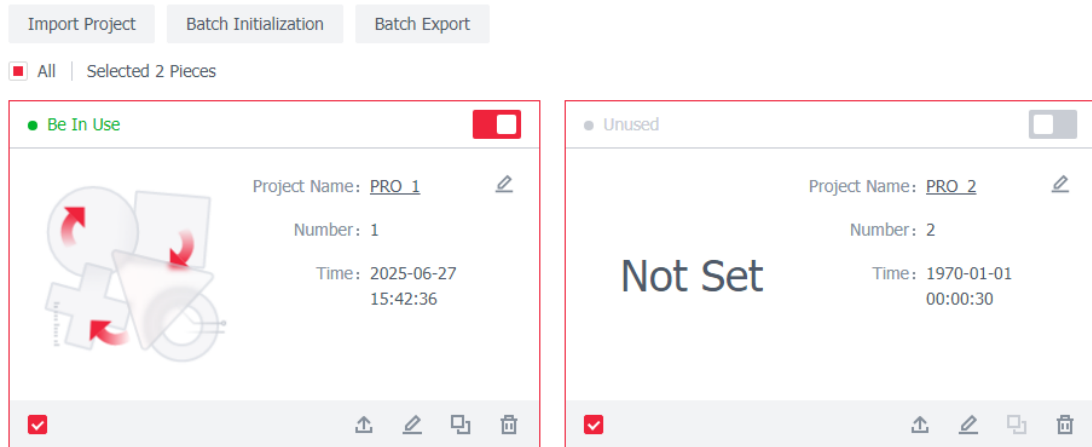 Import Project Batch Initialization Batch Export
All Selected 2 Pieces
Be In Use
Project Name: PRO_1
Number: 1
Time: 2025-06-27
15:42:36
Unused
Not Set
Project Name: PRO_2
Number: 2
Time: 1970-01-01
00:00:30